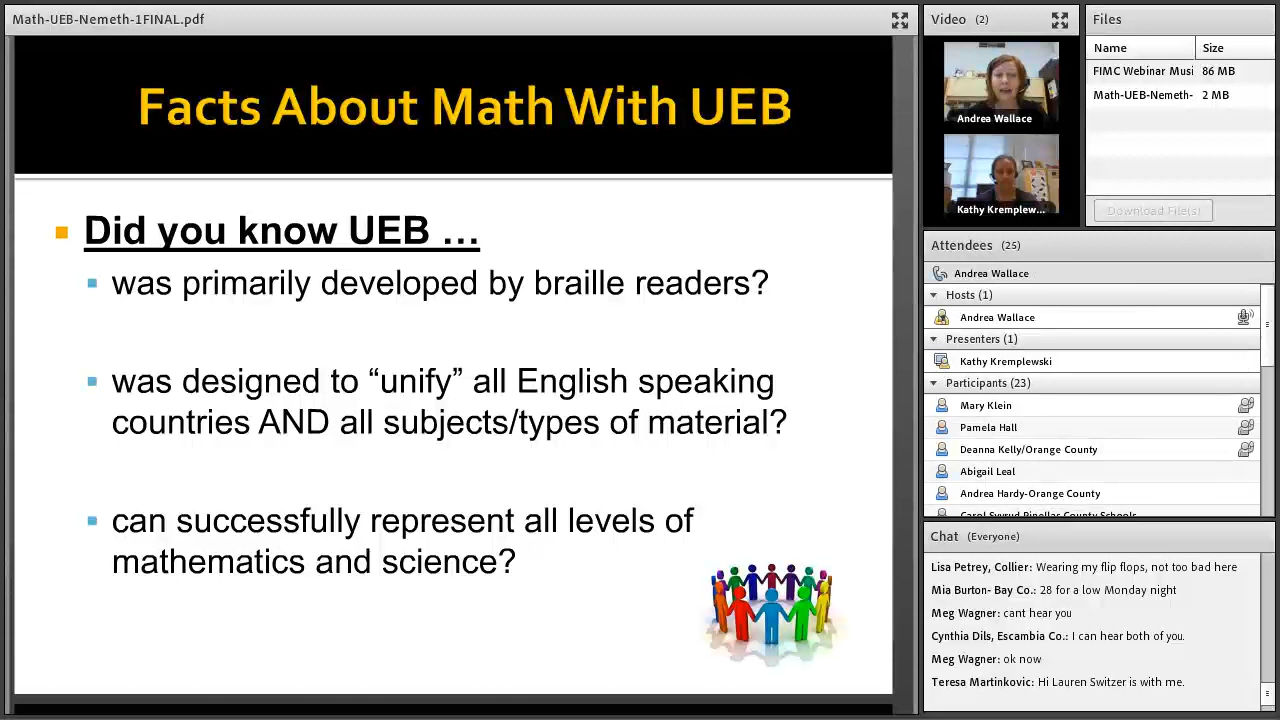 Math-UEB-Nemeth-1FINAL.pdf
Facts About Math With UEB
Did you know UEB …
was primarily developed by braille readers?
was designed to “unify” all English speaking
countries AND all subjects/types of material?
can successfully represent all levels of
mathematics and science?
Video (2)
Andrea Wallace
Kathy Kremplew...
Files
Name Size
FIMC Webinar Musi 86 MB
Math-UEB-Nemeth- 2 MB
Download File(s)
Attendees (25)
Andrea Wallace
Hosts (1)
Andrea Wallace
Presenters (1)
Kathy Kremplewski
Participants (23)
Mary Klein
Pamela Hall
Deanna Kelly/Orange County
Abigail Leal
Andrea Hardy-Orange County
Carol Syvrud Pinellas County Schools
Chat (Everyone)
Lisa Petrey, Collier: Wearing my flip flops, not too bad here
Mia Burton- Bay Co.: 28 for a low Monday night
Meg Wagner: cant hear you
Cynthia Dils, Escambia Co.: I can hear both of you.
Meg Wagner: ok now
Teresa Martinkovic: Hi Lauren Switzer is with me.